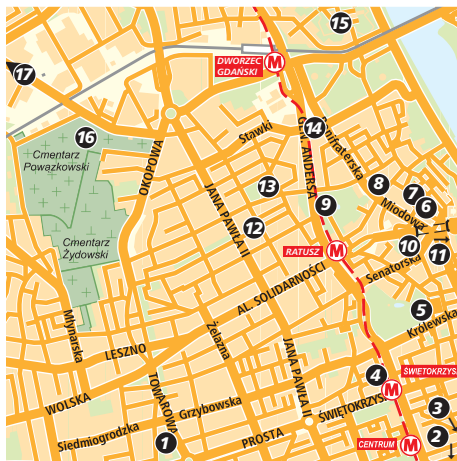 15
DWORZEC
GDAŃSKI
M
17
16
Cmentarz
Powązkowski
OKOPOWA
Stawki
14
GEN. ANDERSA
Bonifraterska
JANA PAWŁA II
13
8
7
6
9
Miodowa
12
Cmentarz
Żydowski
RATUSZ
M
10
11
Senatorska
AL. SOLIDARNOŚCI
5
Królewska
Młynarska
Żelazna
LESZNO
JANA PAWŁA II
4
ŚWIĘTOKRZYS
M
TOWAROWA
WOLSKA
Grzybowska
ŚWIĘTOKRZYS
3
Siedmiogrodzka
1
PROSTA
CENTRUM
M
2